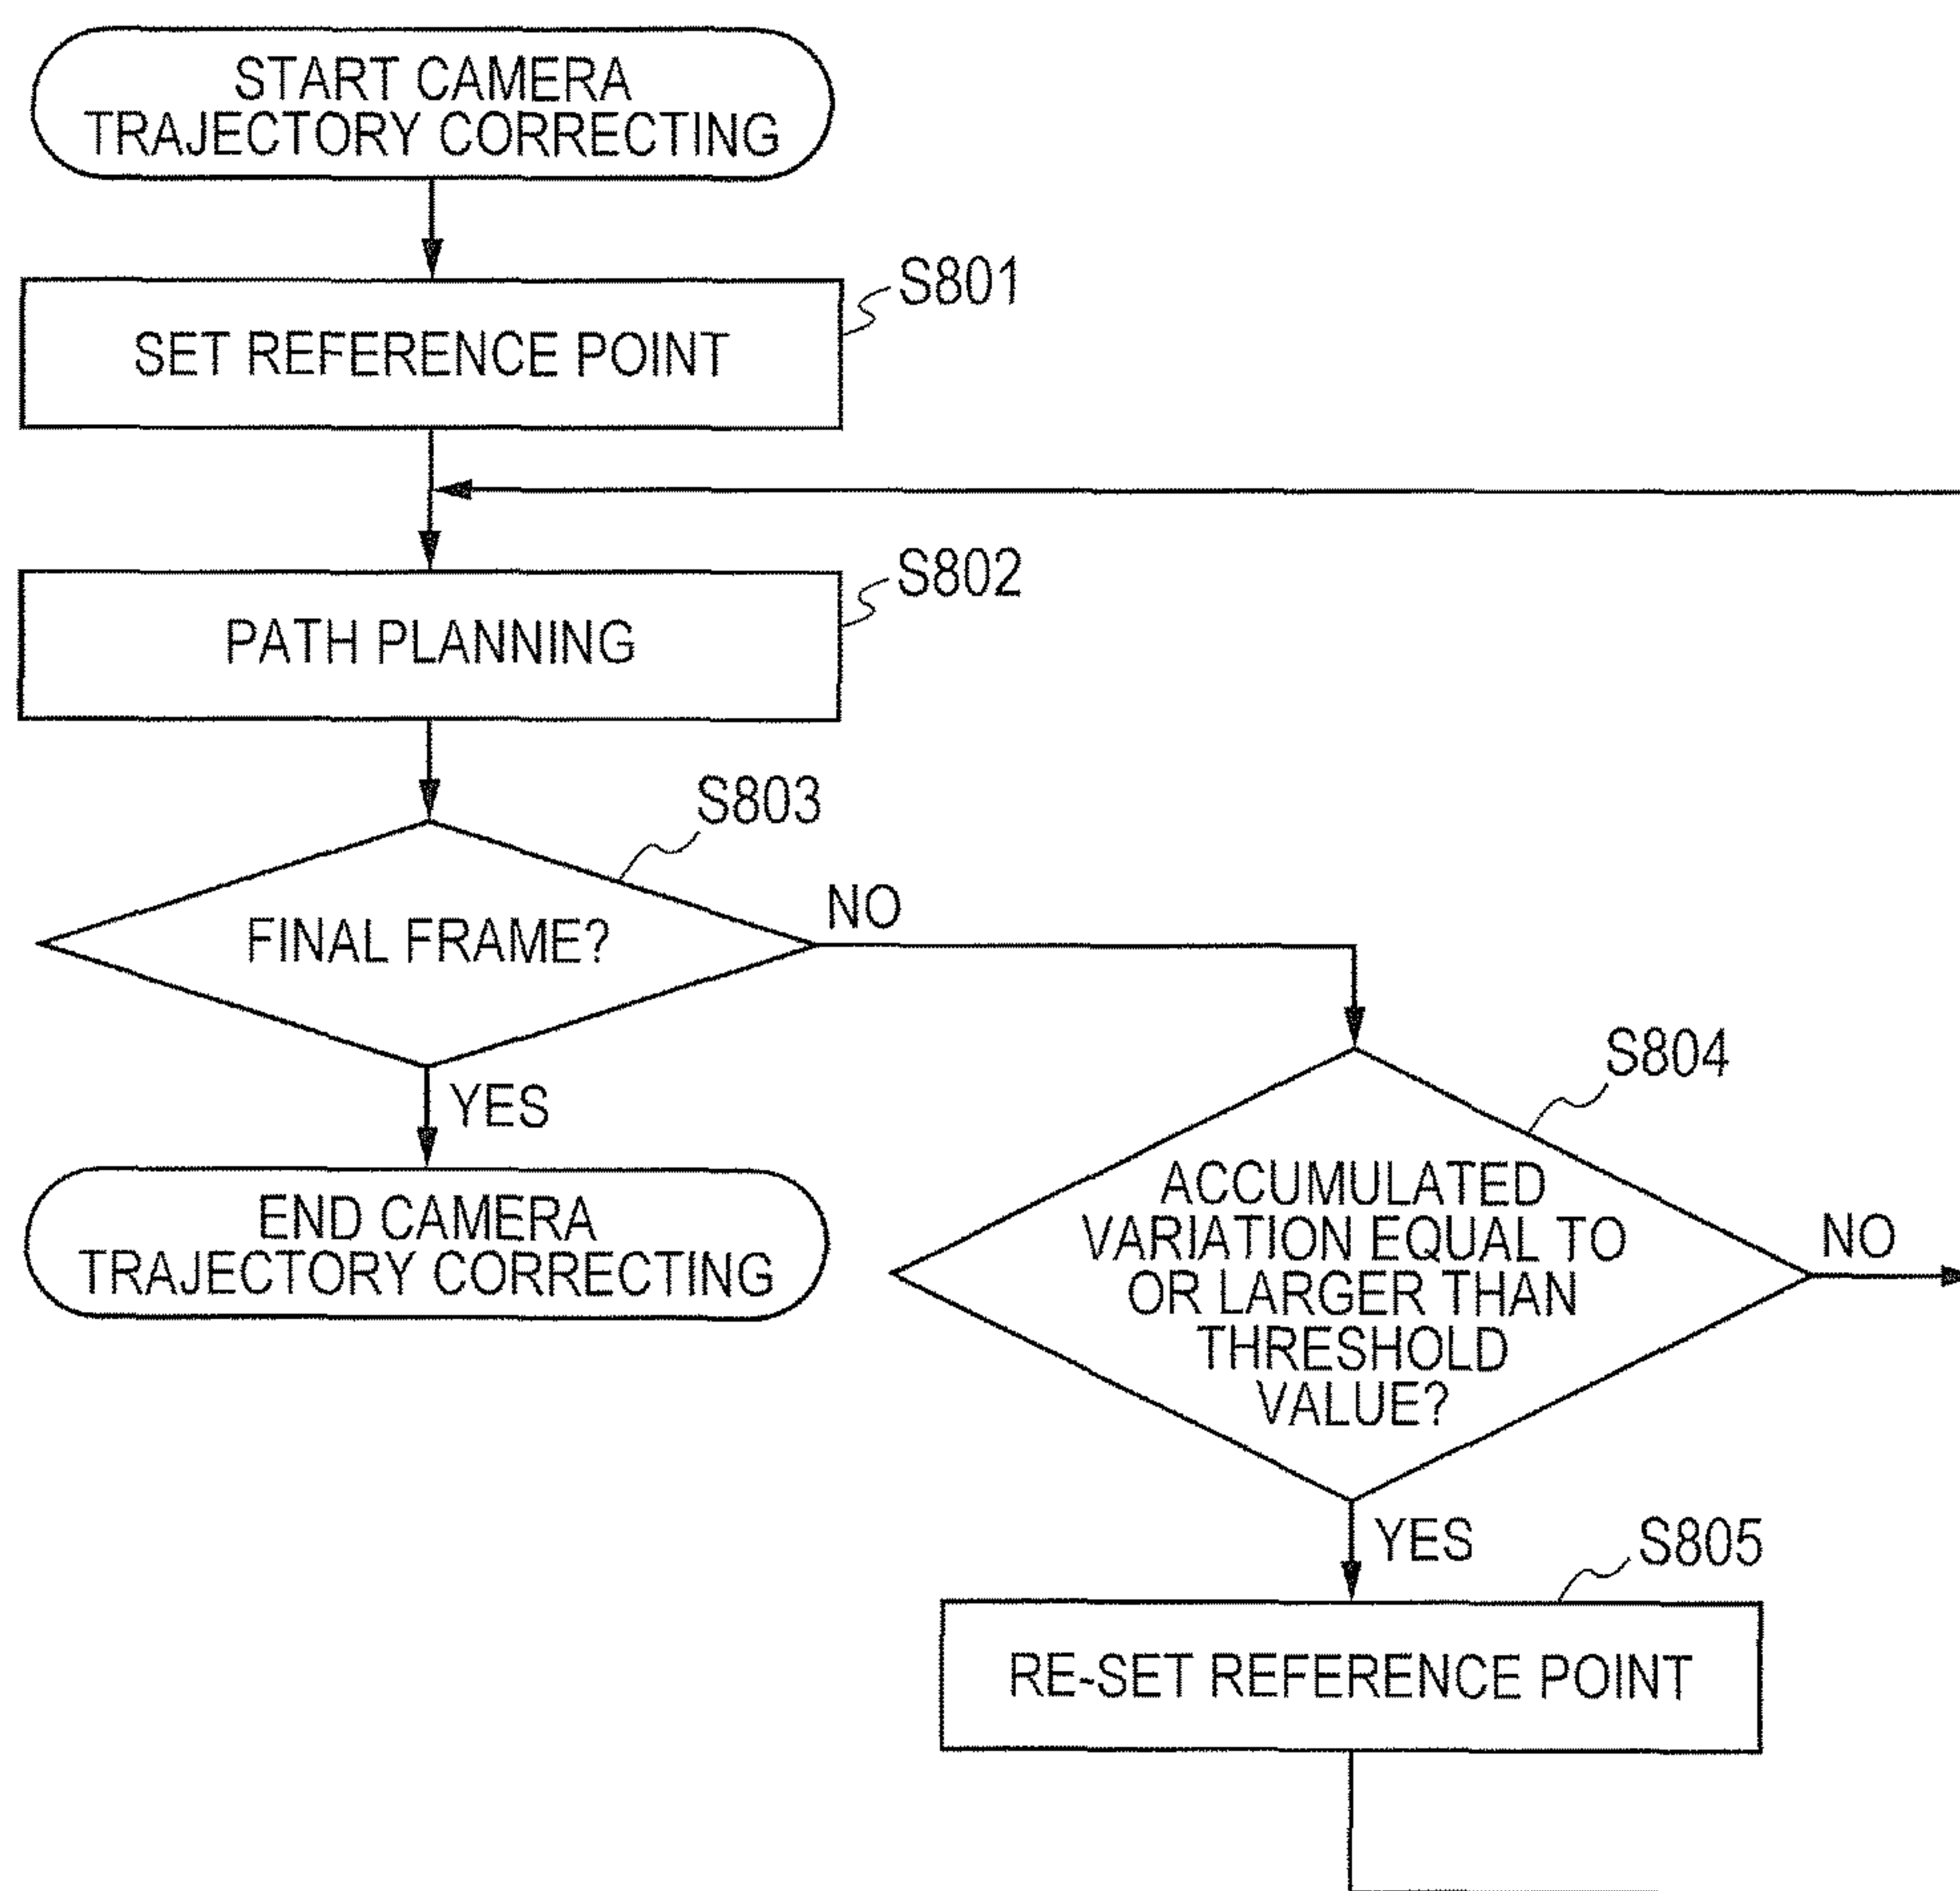 START CAMERA
TRAJECTORY CORRECTING
S801
SET REFERENCE POINT
S802
PATH PLANNING
S803
FINAL FRAME?
NO
YES
END CAMERA
TRAJECTORY CORRECTING
S804
ACCUMULATED
VARIATION EQUAL TO
OR LARGER THAN
THRESHOLD
VALUE?
NO
YES
S805
RE-SET REFERENCE POINT